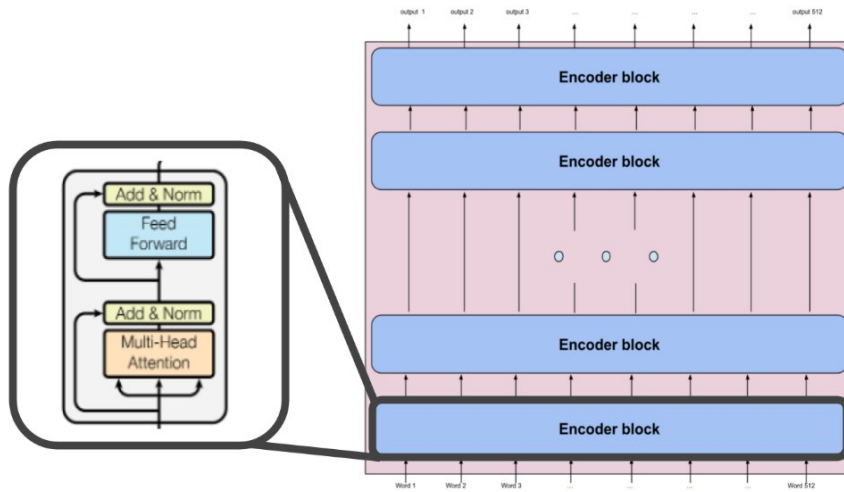 output 1 output 2 output 3 ... ... ... ... output 512
Encoder block
Encoder block
Add & Norm
Feed
Forward
Add & Norm
Multi-Head
Attention
Encoder block
Encoder block
Word 1 Word 2 Word 3 ... ... ... ... Word 512